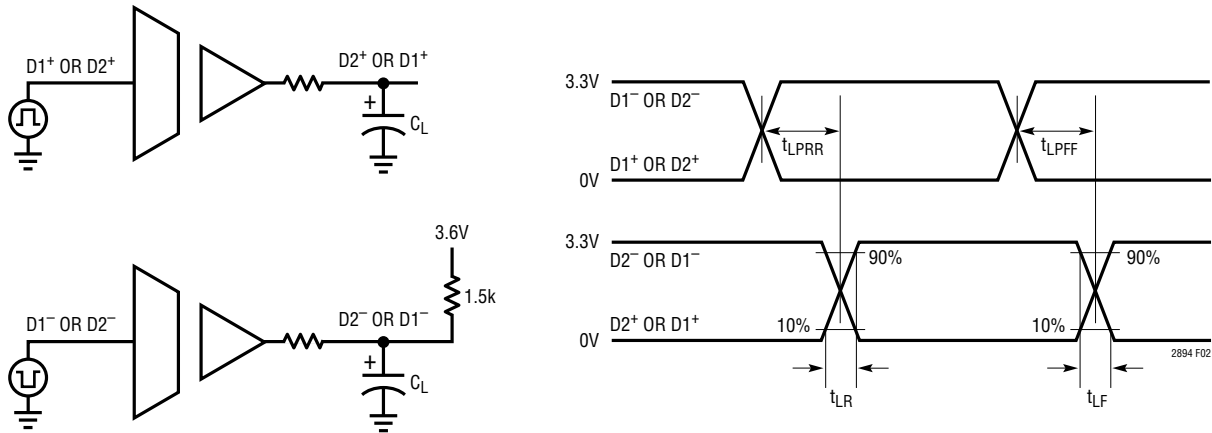 D1+ OR D2+
D2+ OR D1+
+
CL
3.6V
1.5k
D1– OR D2–
D2– OR D1–
+
CL
3.3V
D1– OR D2–
tLPRR
tLPFF
D1+ OR D2+
0V
3.3V
D2– OR D1–
90%
90%
D2+ OR D1+
10%
10%
0V
2894 F02
tLR
tLF